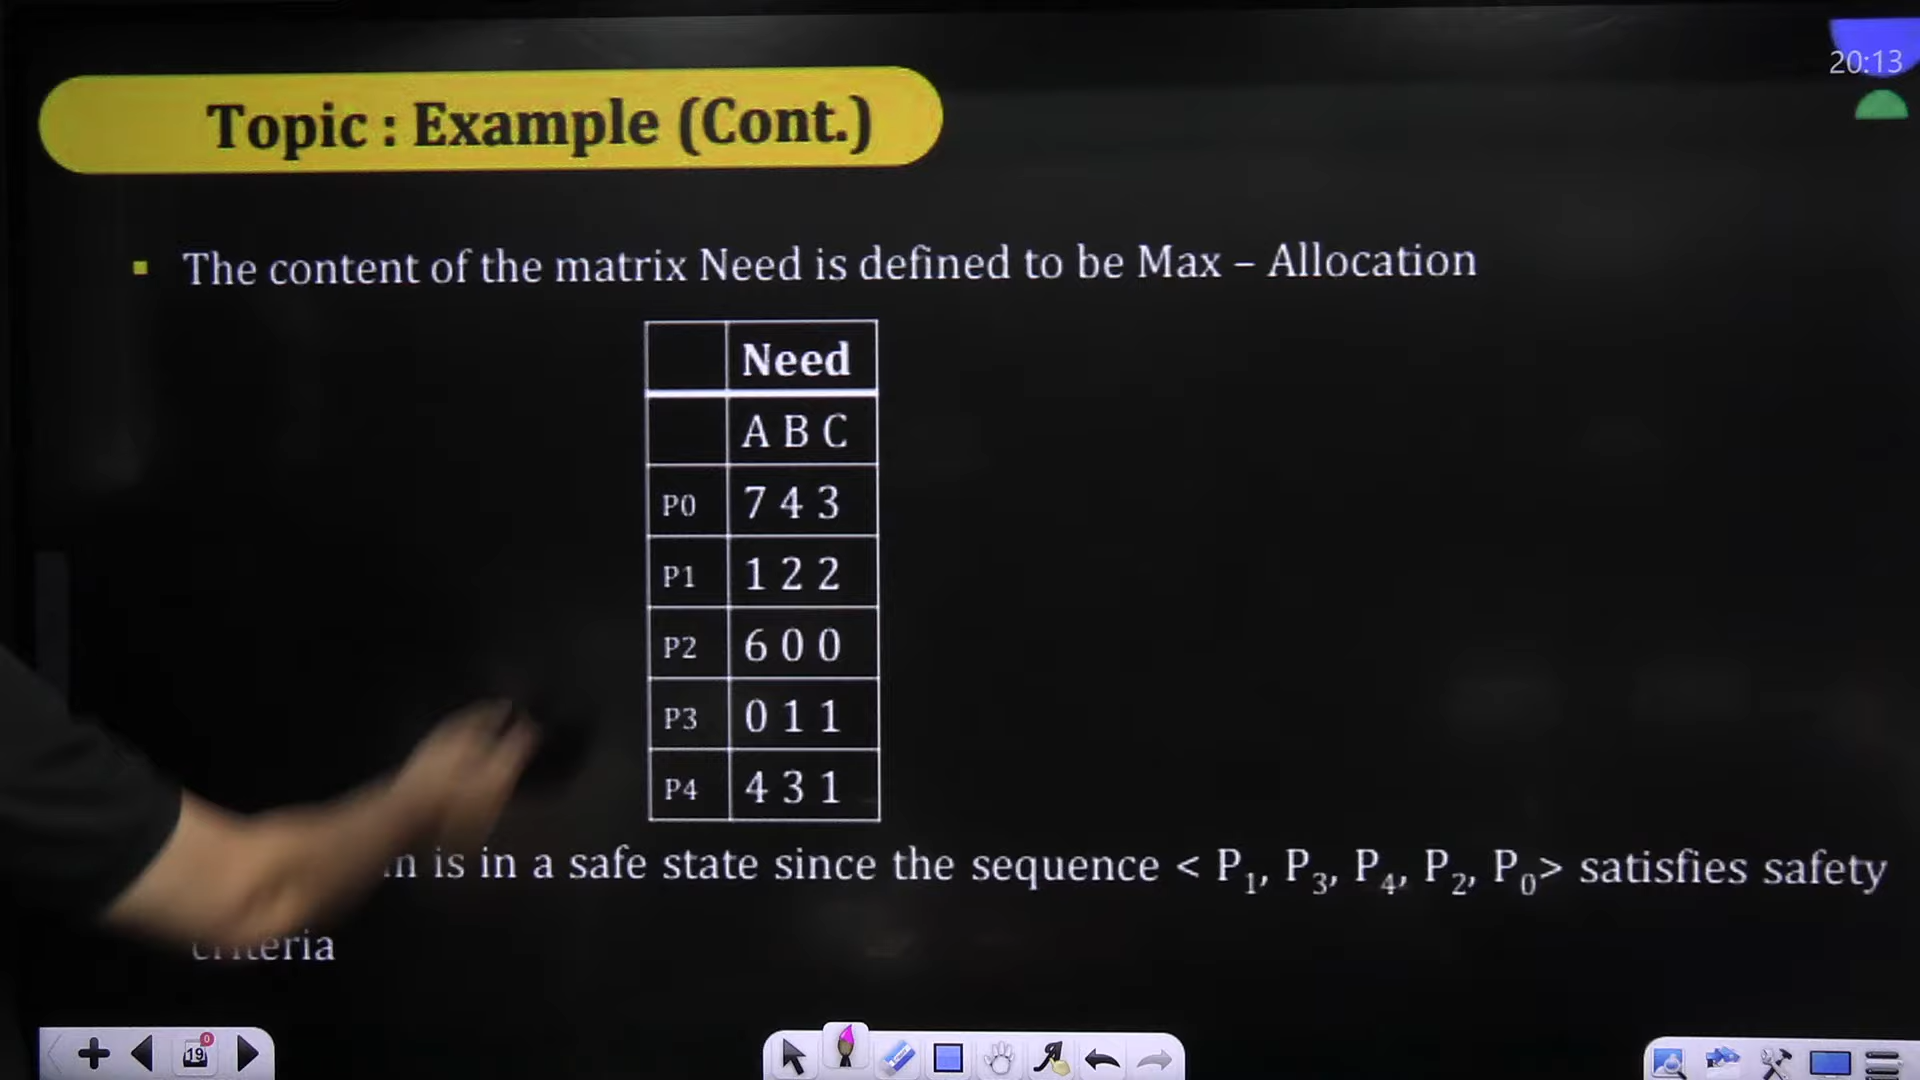 20:13
Topic : Example (Cont.)
▪ The content of the matrix Need is defined to be Max – Allocation
Need
A B C
P0 7 4 3
P1 1 2 2
P2 6 0 0
P3 0 1 1
P4 4 3 1
is in a safe state since the sequence < P1, P3, P4, P2, P0> satisfies safety
criteria
0
19